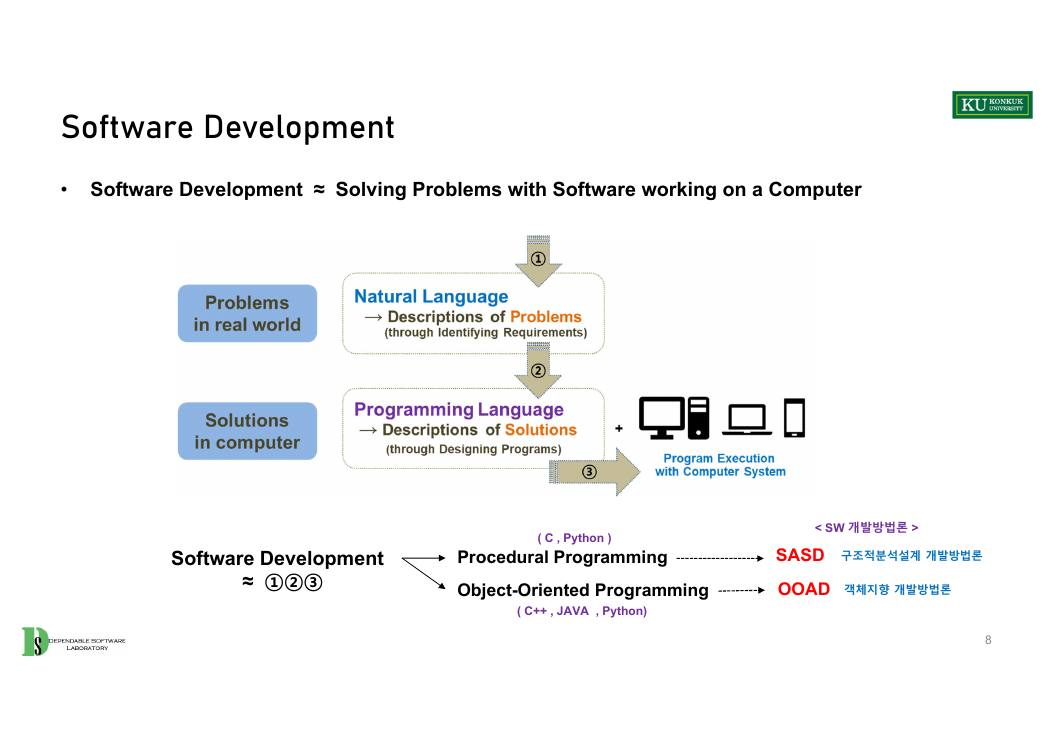 KU KONKUK
UNIVERSITY
Software Development
• Software Development ≈ Solving Problems with Software working on a Computer
①
Problems
in real world
Natural Language
→ Descriptions of Problems
(through Identifying Requirements)
②
Solutions
in computer
Programming Language
→ Descriptions of Solutions
(through Designing Programs)
+
③
Program Execution
with Computer System
< SW 개발방법론 >
( C , Python )
Software Development
≈ ①②③
Procedural Programming
SASD 구조적분석설계 개발방법론
Object-Oriented Programming
OOAD 객체지향 개발방법론
( C++ , JAVA , Python)
DS DEPENDABLE SOFTWARE
LABORATORY
8